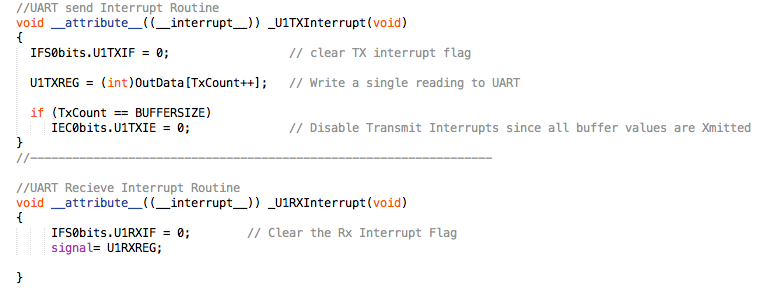 //UART send Interrupt Routine
void __attribute__((__interrupt__)) _U1TXInterrupt(void)
{
IFS0bits.U1TXIF = 0; // clear TX interrupt flag
U1TXREG = (int)OutData[TxCount++]; // Write a single reading to UART
if (TxCount == BUFFERSIZE)
IEC0bits.U1TXIE = 0; // Disable Transmit Interrupts since all buffer values are Xmitted
}
//------------------------------------------------------------------
//UART Recieve Interrupt Routine
void __attribute__((__interrupt__)) _U1RXInterrupt(void)
{
IFS0bits.U1RXIF = 0; // Clear the Rx Interrupt Flag
signal= U1RXREG;
}